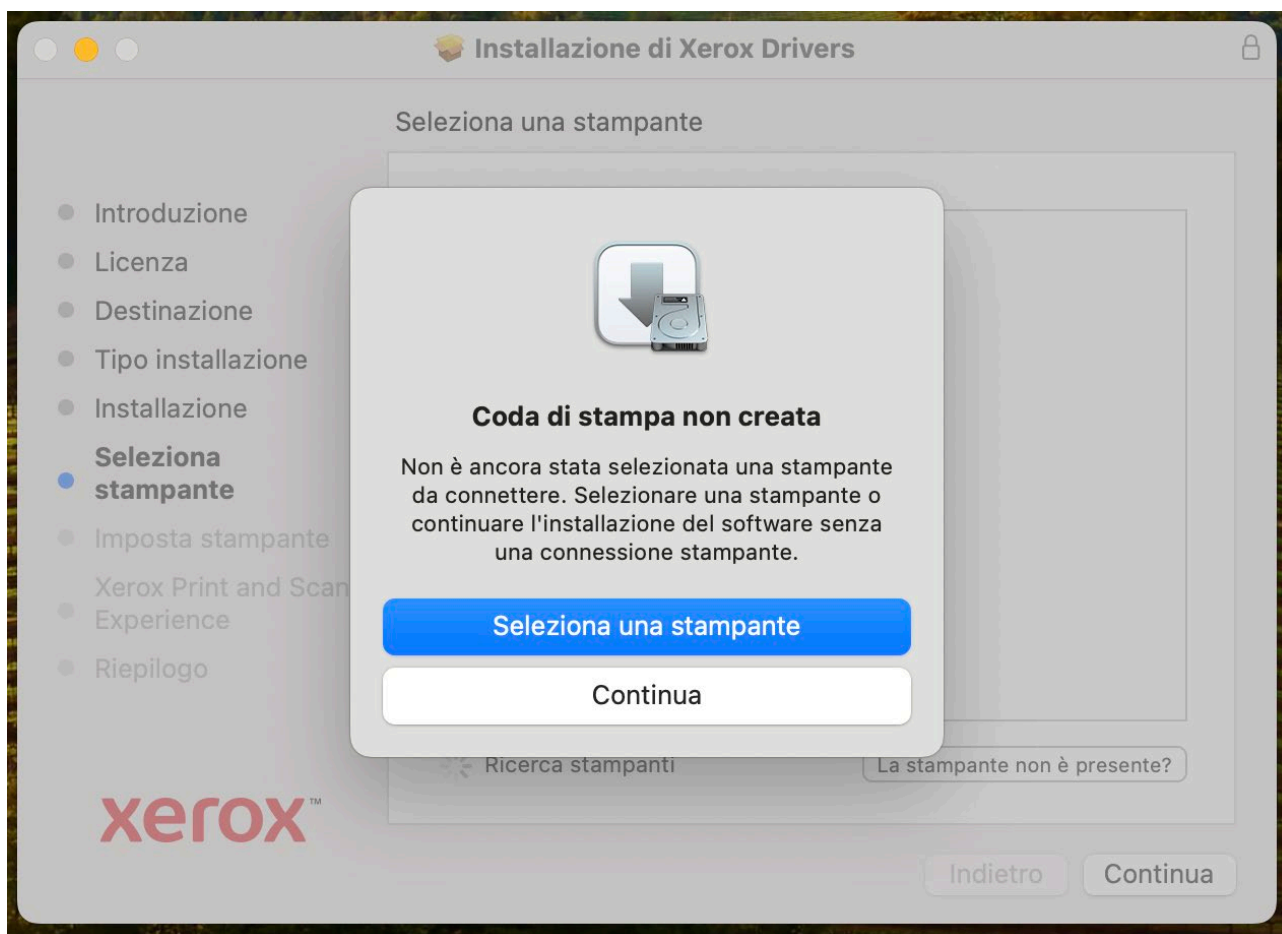 Installazione di Xerox Drivers
Seleziona una stampante
Introduzione
Licenza
Destinazione
Tipo installazione
Installazione
Seleziona
stampante
Imposta stampante
Xerox Print and Scan
Experience
Riepilogo
xerox™
Coda di stampa non creata
Non è ancora stata selezionata una stampante
da connettere. Selezionare una stampante o
continuare l'installazione del software senza
una connessione stampante.
Seleziona una stampante
Continua
Ricerca stampanti
La stampante non è presente?
Indietro
Continua